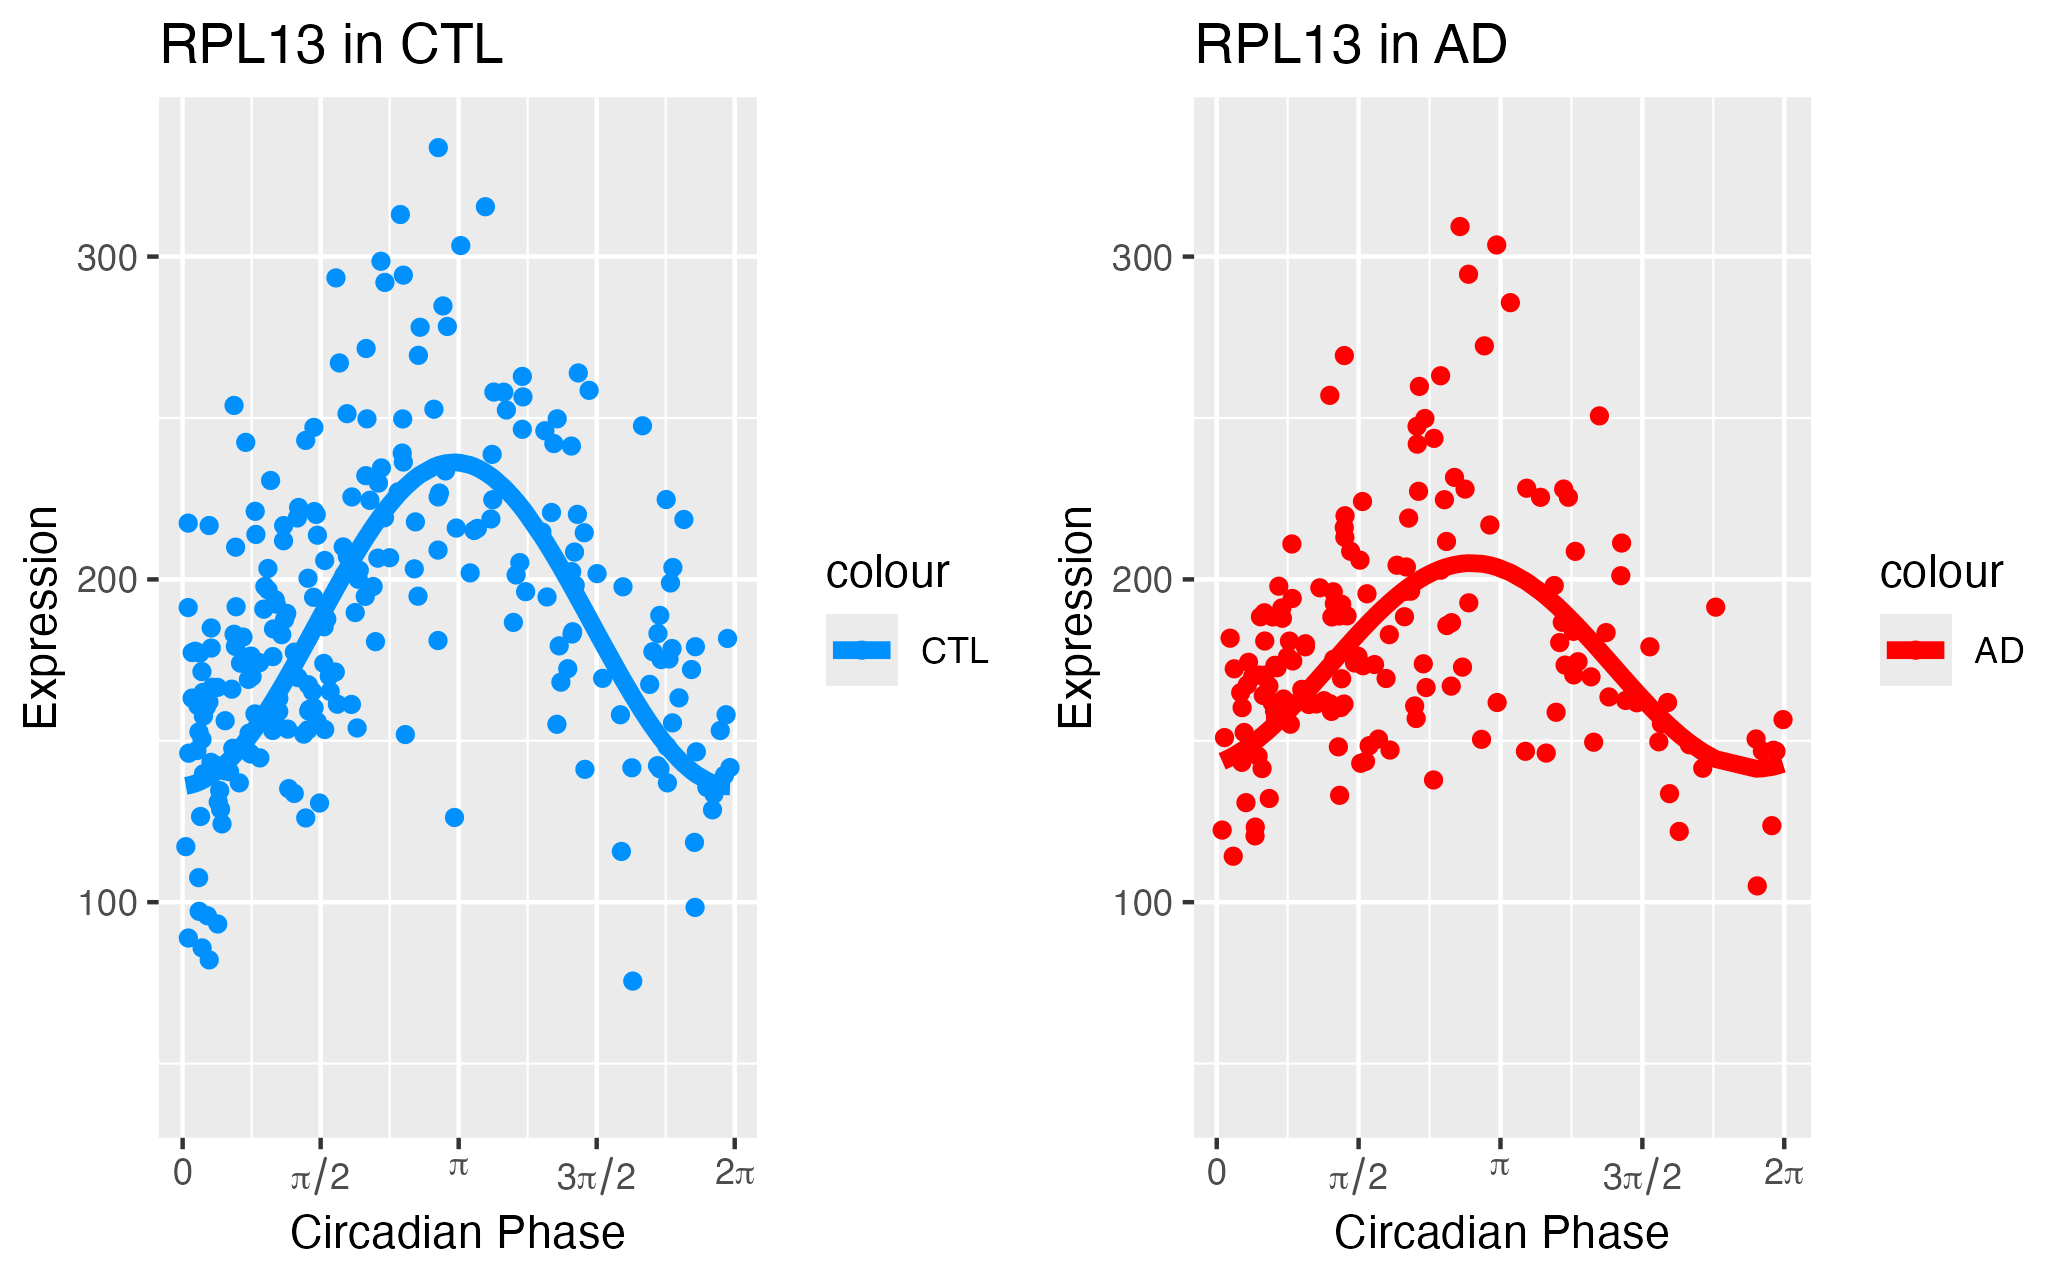 RPL13 in CTL
Expression
300
200
100
0
π/2
π
3π/2
2π
Circadian Phase
colour
CTL
RPL13 in AD
Expression
300
200
100
0
π/2
π
3π/2
2π
Circadian Phase
colour
AD